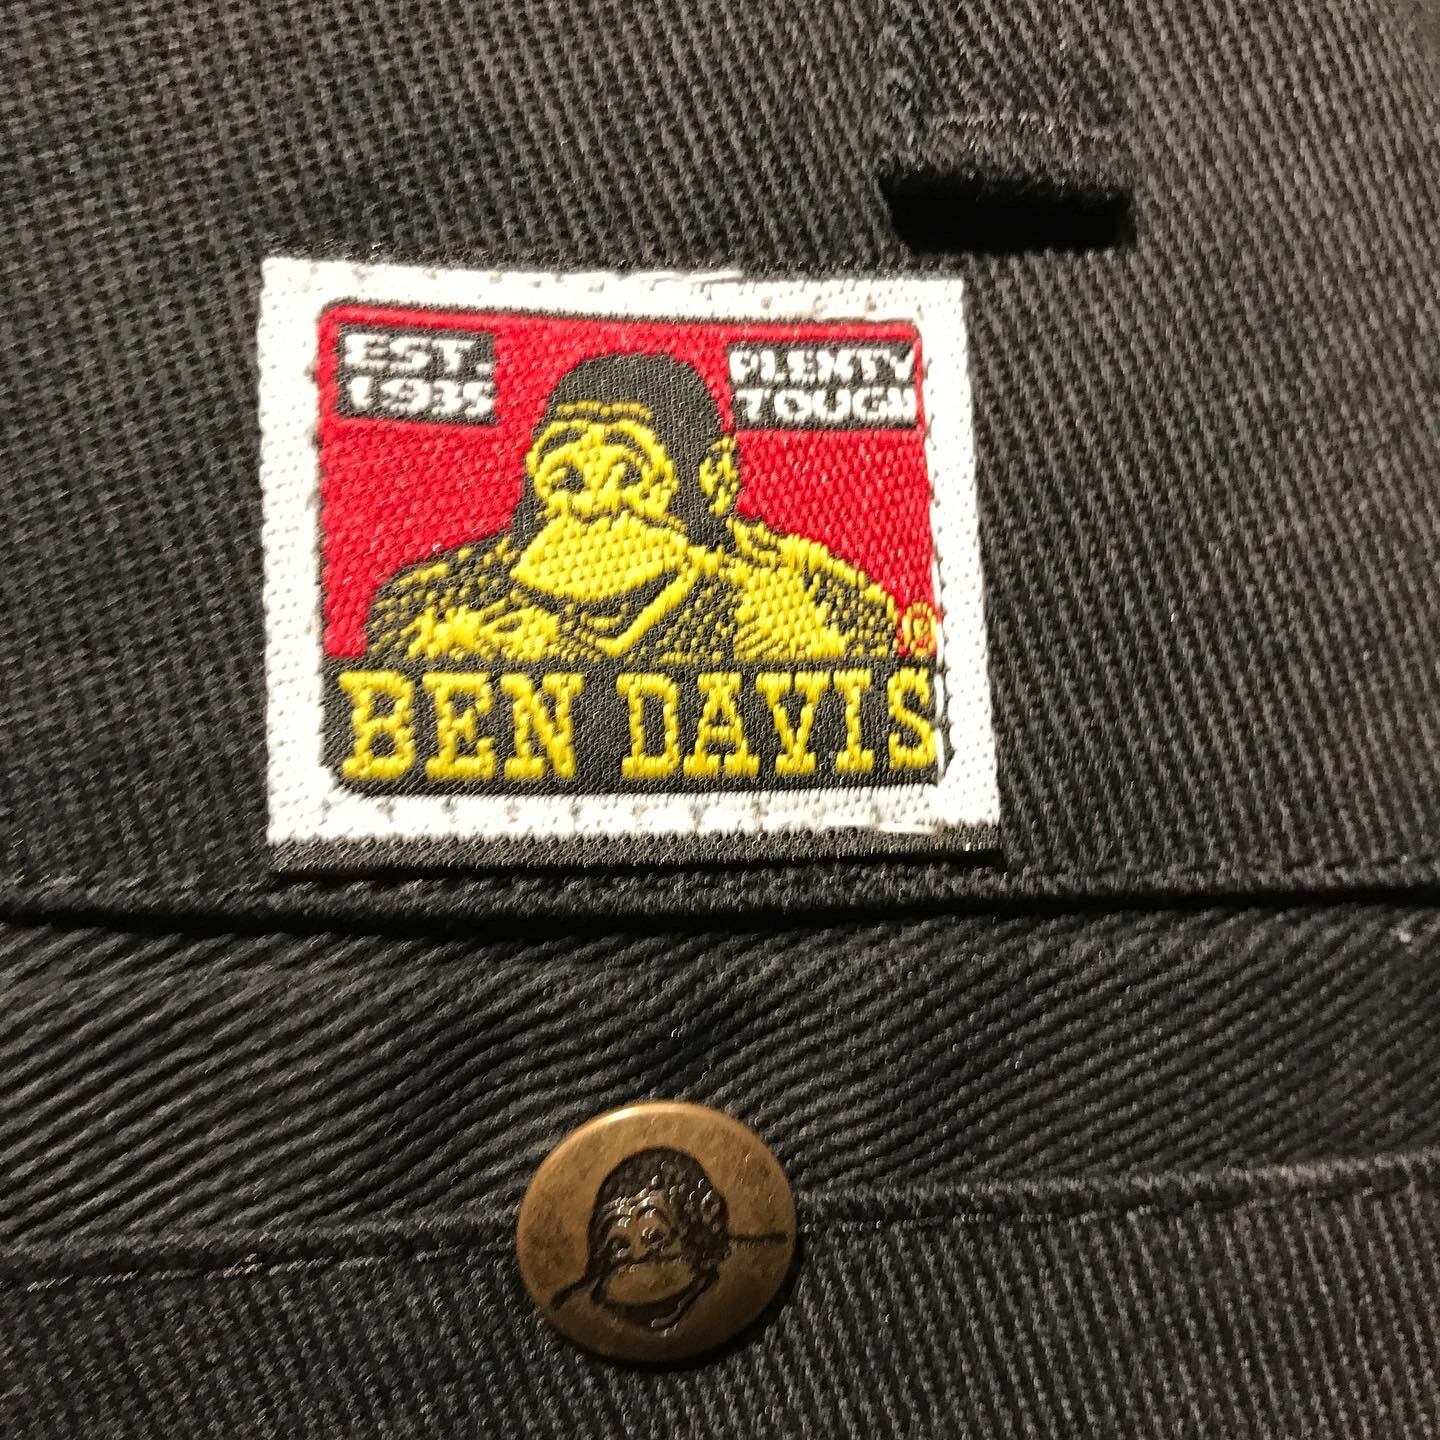 EST.
1935
PLENTY
TOUGH
®
BEN DAVIS